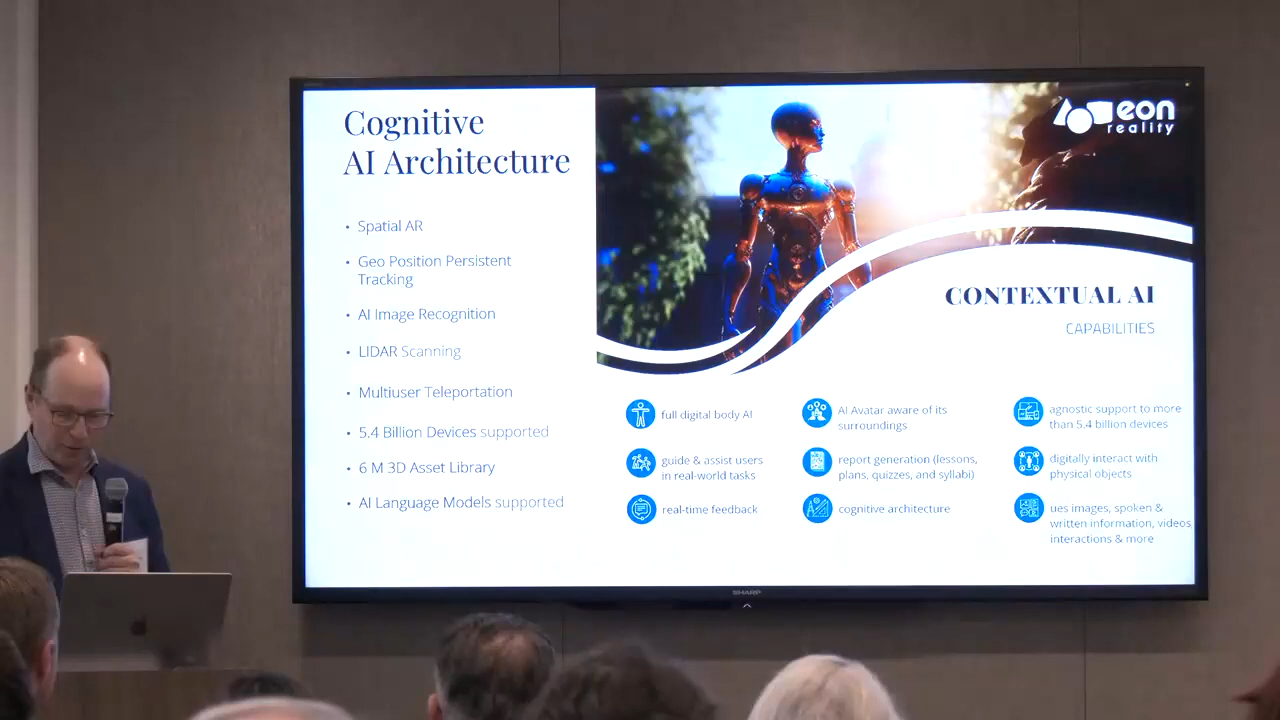 Cognitive
AI Architecture
• Spatial AR
• Geo Position Persistent
Tracking
• AI Image Recognition
• LIDAR Scanning
• Multiuser Teleportation
• 5.4 Billion Devices supported
• 6 M 3D Asset Library
• AI Language Models supported
eon
reality
CONTEXTUAL AI
CAPABILITIES
full digital body AI
guide & assist users
in real-world tasks
real-time feedback
AI Avatar aware of its
surroundings
report generation (lessons,
plans, quizzes, and syllabi)
cognitive architecture
agnostic support to more
than 5.4 billion devices
digitally interact with
physical objects
ues images, spoken &
written information, videos
interactions & more
SHARP